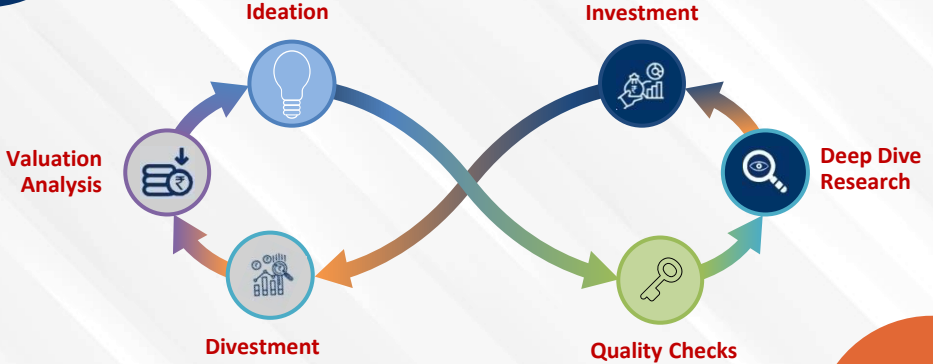 Ideation
Investment
Valuation
Analysis
Deep Dive
Research
Divestment
Quality Checks